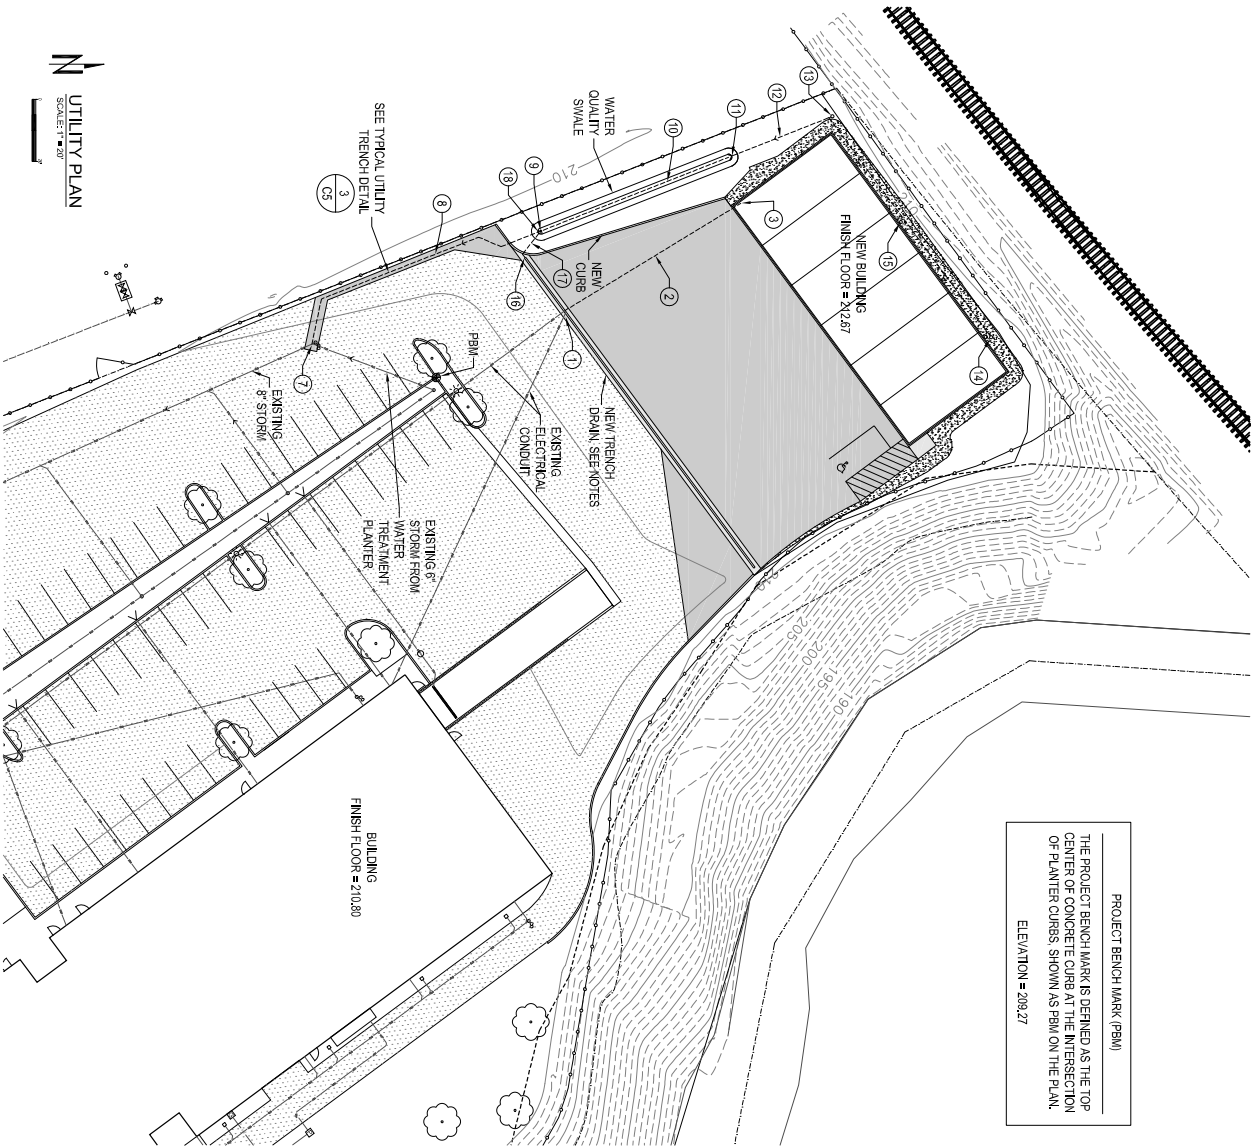 PROJECT BENCH MARK (PBM)
THE PROJECT BENCH MARK IS DEFINED AS THE TOP
CENTER OF CONCRETE CURB AT THE INTERSECTION
OF PLANTER CURBS, SHOWN AS PBM ON THE PLAN.
ELEVATION = 209.27
13
12
11
10
9
18
WATER
QUALITY
SWALE
210
3
2
15
14
NEW BUILDING
FINISH FLOOR = 212.67
210
NEW
CURB
17
16
1
8
7
SEE TYPICAL UTILITY
TRENCH DETAIL
3
C5
NEW TRENCH
DRAIN, SEE NOTES
PBM
EXISTING
ELECTRICAL
CONDUIT
EXISTING
8" STORM
EXISTING 6"
STORM FROM
WATER
TREATMENT
PLANTER
210
205
200
195
190
BUILDING
FINISH FLOOR = 210.80
N
UTILITY PLAN
SCALE: 1" = 20'